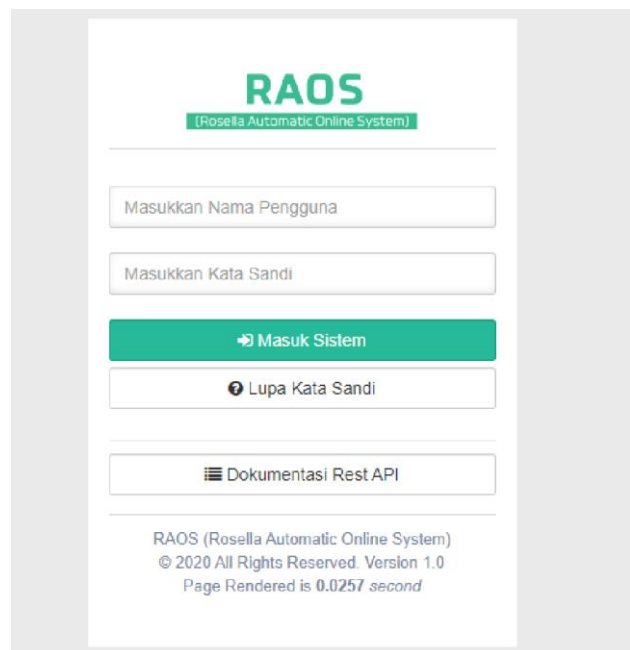 RAOS
(Rosella Automatic Online System)
Masukkan Nama Pengguna
Masukkan Kata Sandi
Masuk Sistem
Lupa Kata Sandi
Dokumentasi Rest API
RAOS (Rosella Automatic Online System)
© 2020 All Rights Reserved. Version 1.0
Page Rendered is 0.0257 second